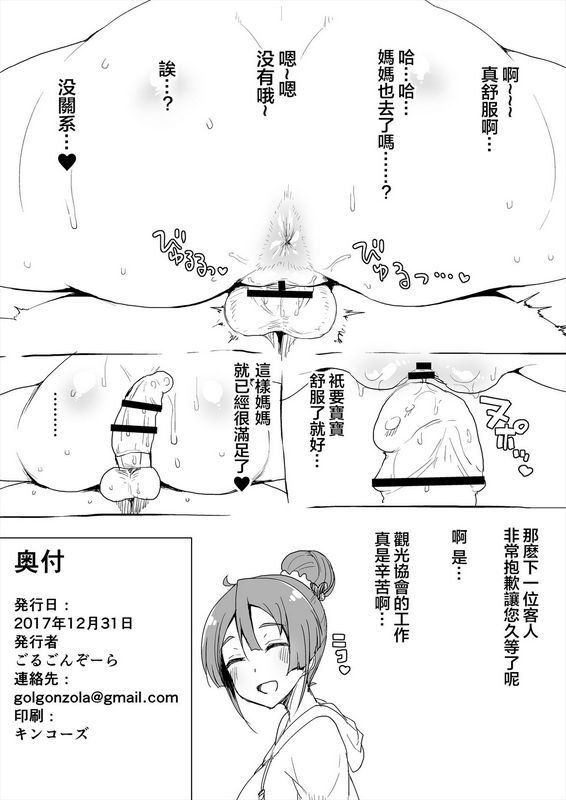 啊~~~
真舒服啊…
哈…哈…
媽媽也去了嗎……?
嗯~嗯
没有哦~
誒…?
没關系…♥
びゅるっ…♡
びゅるるっ♡
衹要寶寶
舒服了就好…
ヌポッ…♡
這樣媽媽
就已經很滿足了♥
………
那麽下一位客人
非常抱歉讓您久等了呢
啊 是…
觀光協會的工作
真是辛苦啊…
ニコ♡
奥付
発行日：
2017年12月31日
発行者
ごるごんぞーら
連絡先：
golgonzola@gmail.com
印刷：
キンコーズ